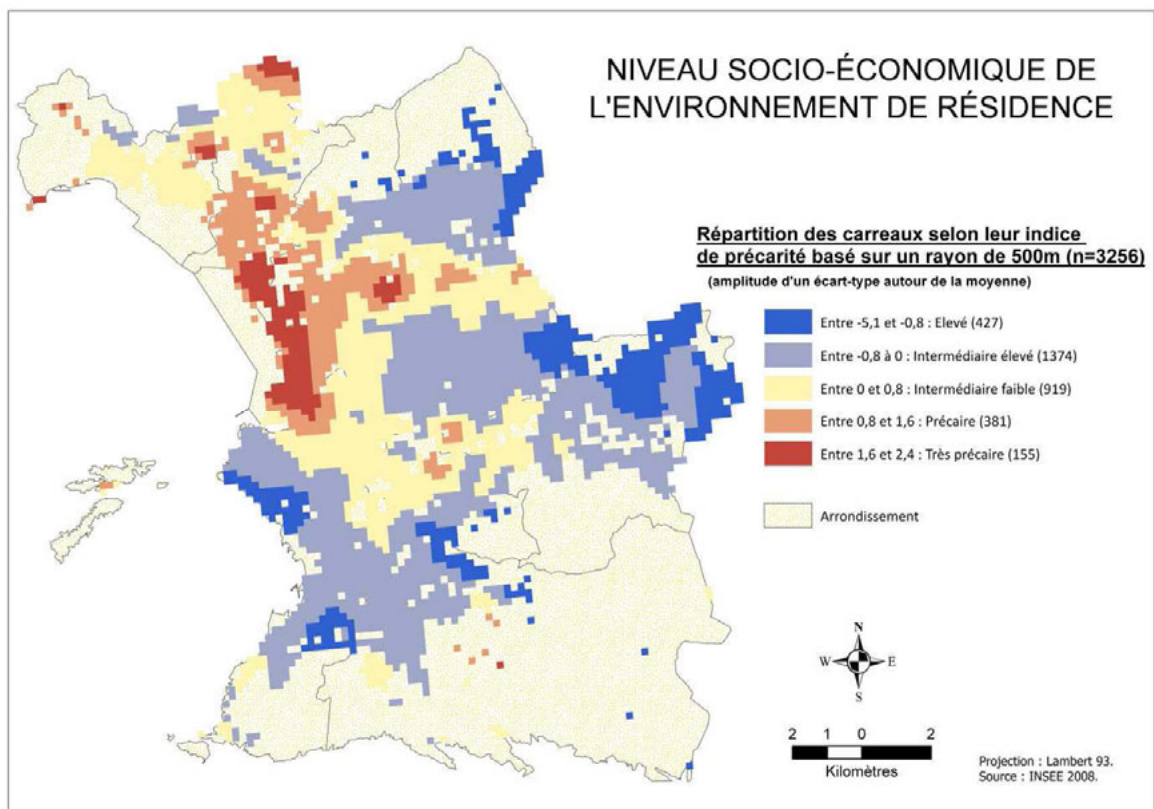 NIVEAU SOCIO-ÉCONOMIQUE DE
L'ENVIRONNEMENT DE RÉSIDENCE
Répartition des carreaux selon leur indice
de précarité basé sur un rayon de 500m (n=3256)
(amplitude d'un écart-type autour de la moyenne)
Entre -5,1 et -0,8 : Elevé (427)
Entre -0,8 à 0 : Intermédiaire élevé (1374)
Entre 0 et 0,8 : Intermédiaire faible (919)
Entre 0,8 et 1,6 : Précaire (381)
Entre 1,6 et 2,4 : Très précaire (155)
Arrondissement
N
W E
S
2 1 0 2
Kilomètres
Projection : Lambert 93.
Source : INSEE 2008.